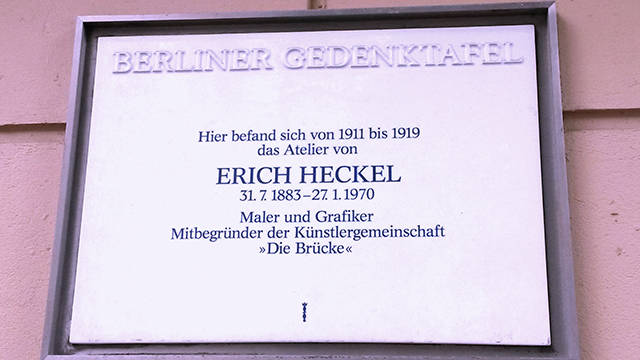 BERLINER GEDENKTAFEL
Hier befand sich von 1911 bis 1919
das Atelier von
ERICH HECKEL
31. 7. 1883 – 27. 1. 1970
Maler und Grafiker
Mitbegründer der Künstlergemeinschaft
»Die Brücke«